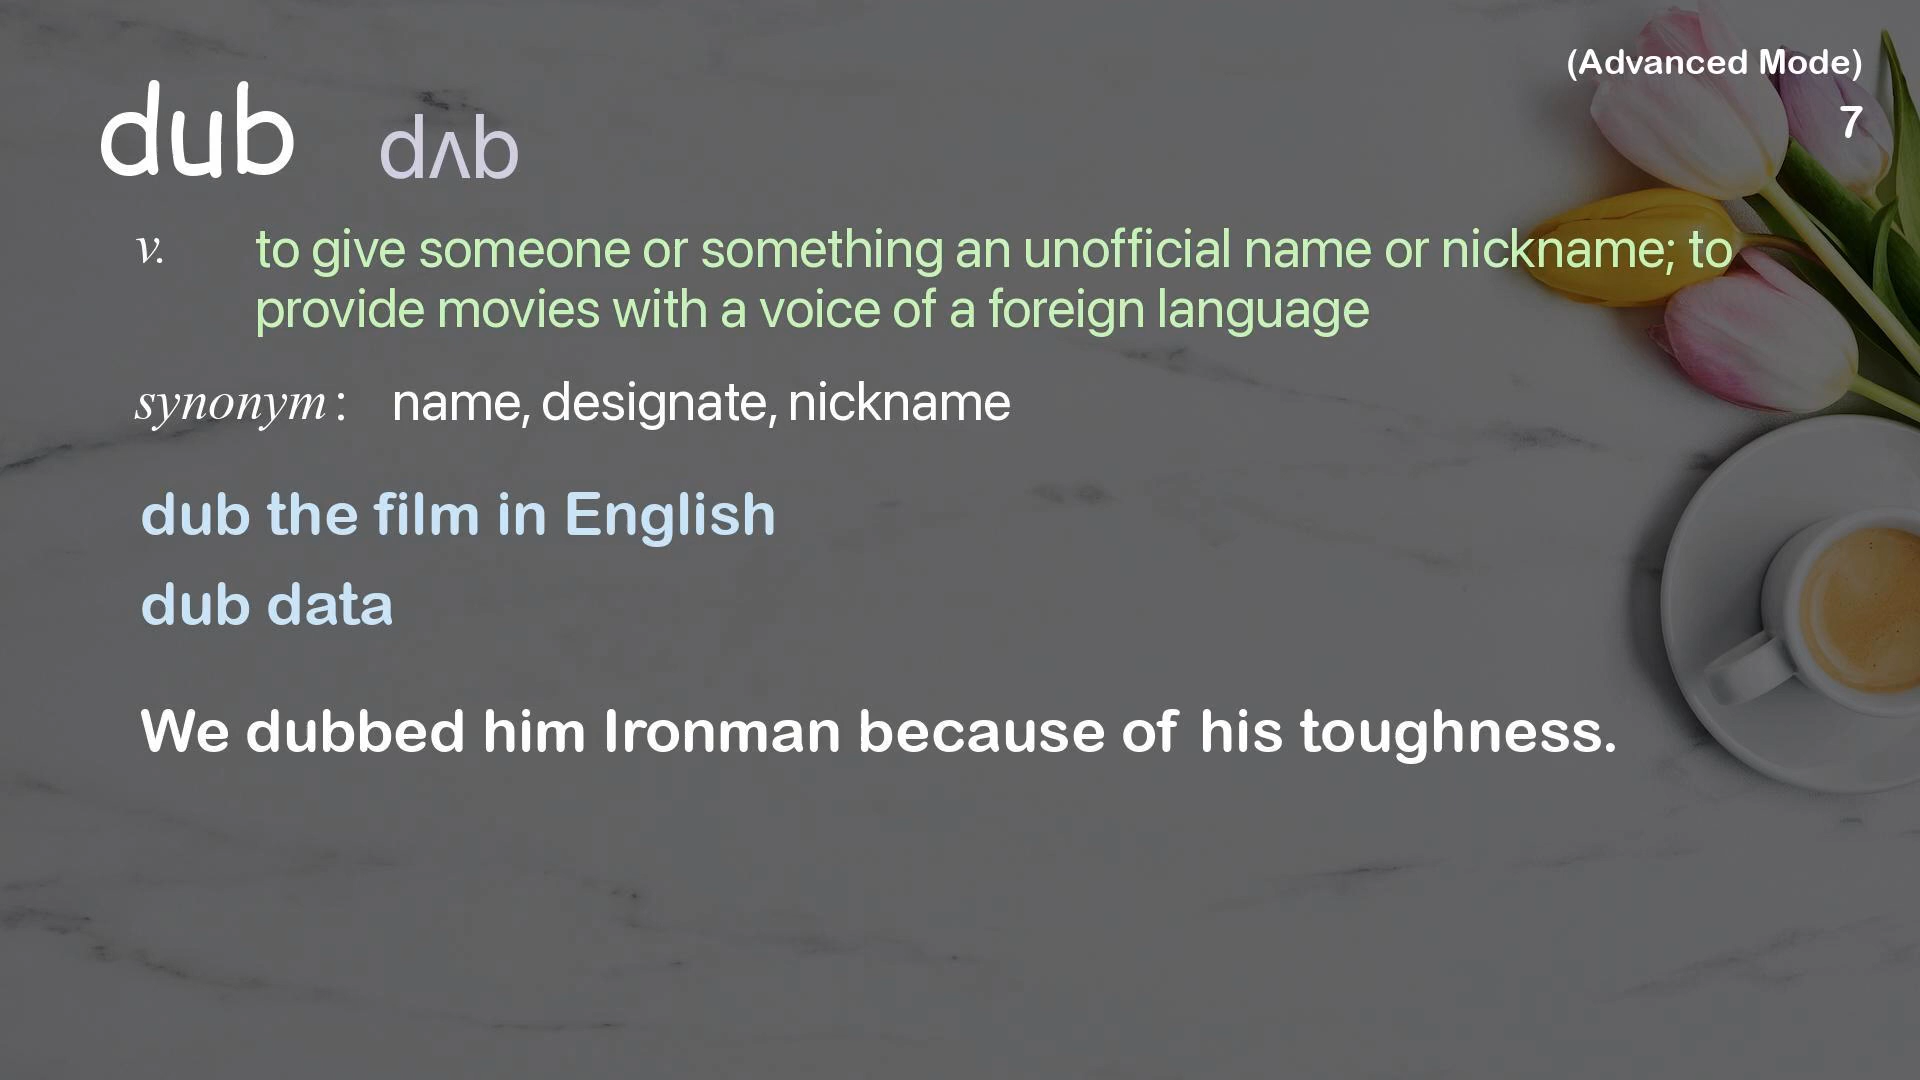 (Advanced Mode)
7
dub dʌb
v. to give someone or something an unofficial name or nickname; to
provide movies with a voice of a foreign language
synonym: name, designate, nickname
dub the film in English
dub data
We dubbed him Ironman because of his toughness.